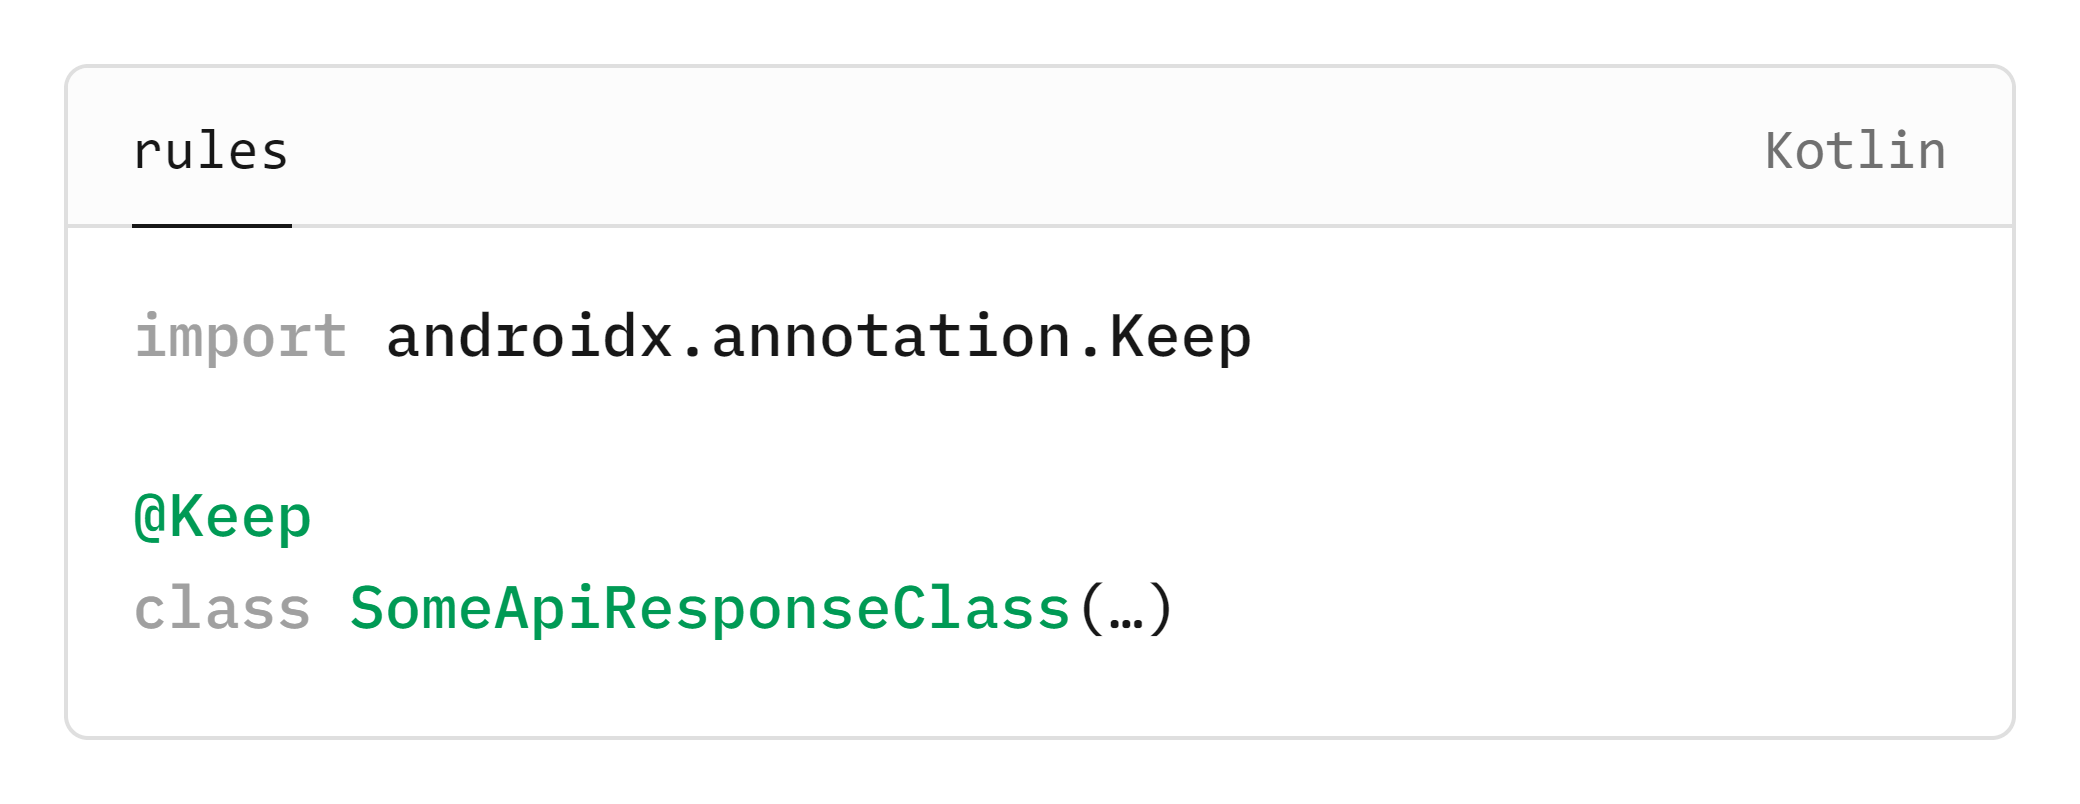 rules
Kotlin
import androidx.annotation.Keep
@Keep
class SomeApiResponseClass(…)